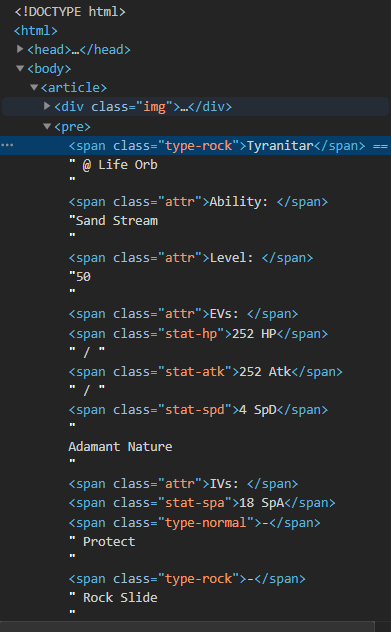 <!DOCTYPE html>
<html>
<head>…</head>
<body>
<article>
<div class="img">…</div>
<pre>
<span class="type-rock">Tyranitar</span> ==
" @ Life Orb
"
<span class="attr">Ability: </span>
"Sand Stream
"
<span class="attr">Level: </span>
"50
"
<span class="attr">EVs: </span>
<span class="stat-hp">252 HP</span>
" / "
<span class="stat-atk">252 Atk</span>
" / "
<span class="stat-spd">4 SpD</span>
"
Adamant Nature
"
<span class="attr">IVs: </span>
<span class="stat-spa">18 SpA</span>
<span class="type-normal">-</span>
" Protect
"
<span class="type-rock">-</span>
" Rock Slide
"